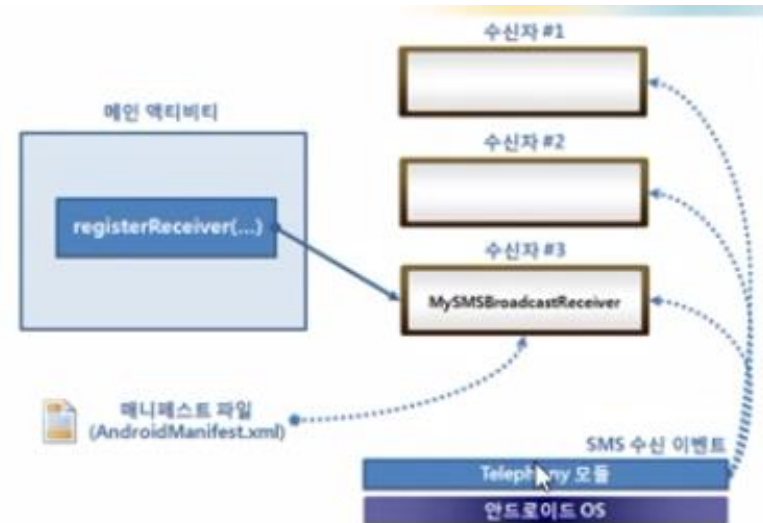 수신자 #1
메인 액티비티
수신자 #2
registerReceiver(...)
수신자 #3
MySMSBroadcastReceiver
매니페스트 파일
(AndroidManifest.xml)
SMS 수신 이벤트
Telephony 모듈
안드로이드 OS